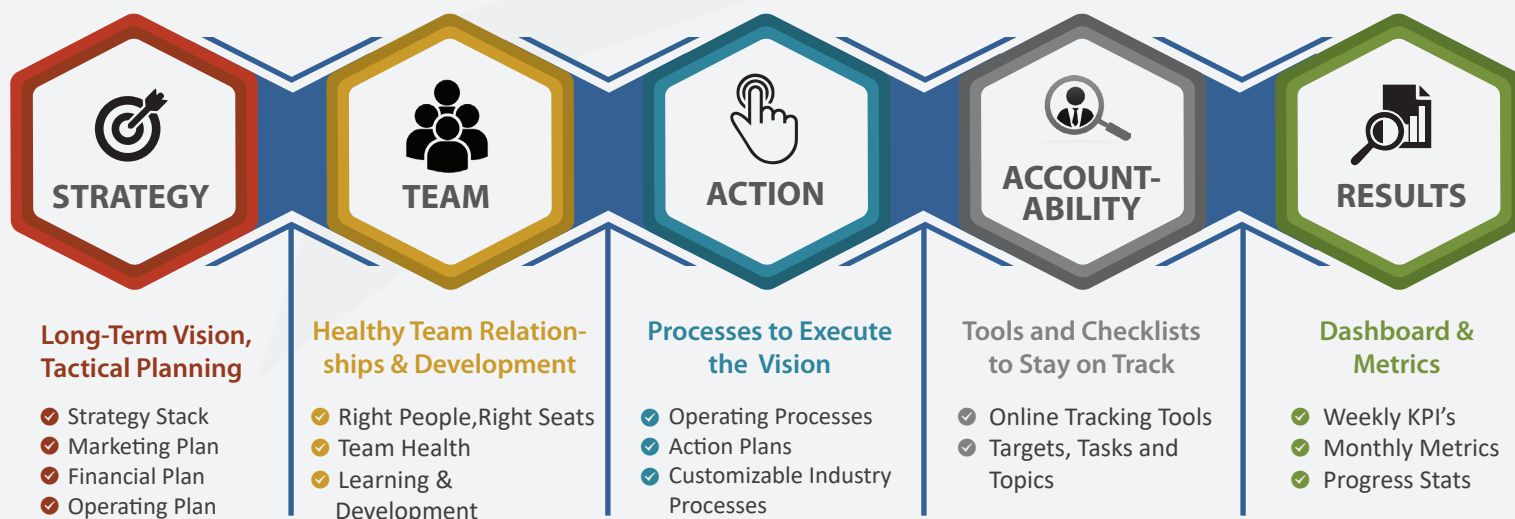 STRATEGY
TEAM
ACTION
ACCOUNT-
ABILITY
RESULTS
Long-Term Vision,
Tactical Planning
Strategy Stack
Marketing Plan
Financial Plan
Operating Plan
Healthy Team Relation-
ships & Development
Right People,Right Seats
Team Health
Learning &
Development
Processes to Execute
the Vision
Operating Processes
Action Plans
Customizable Industry
Processes
Tools and Checklists
to Stay on Track
Online Tracking Tools
Targets, Tasks and
Topics
Dashboard &
Metrics
Weekly KPI's
Monthly Metrics
Progress Stats